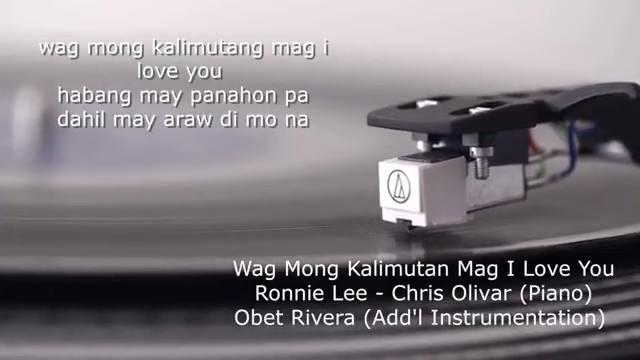 wag mong kalimutang mag i
love you
habang may panahon pa
dahil may araw di mo na
Wag Mong Kalimutan Mag I Love You
Ronnie Lee - Chris Olivar (Piano)
Obet Rivera (Add'l Instrumentation)